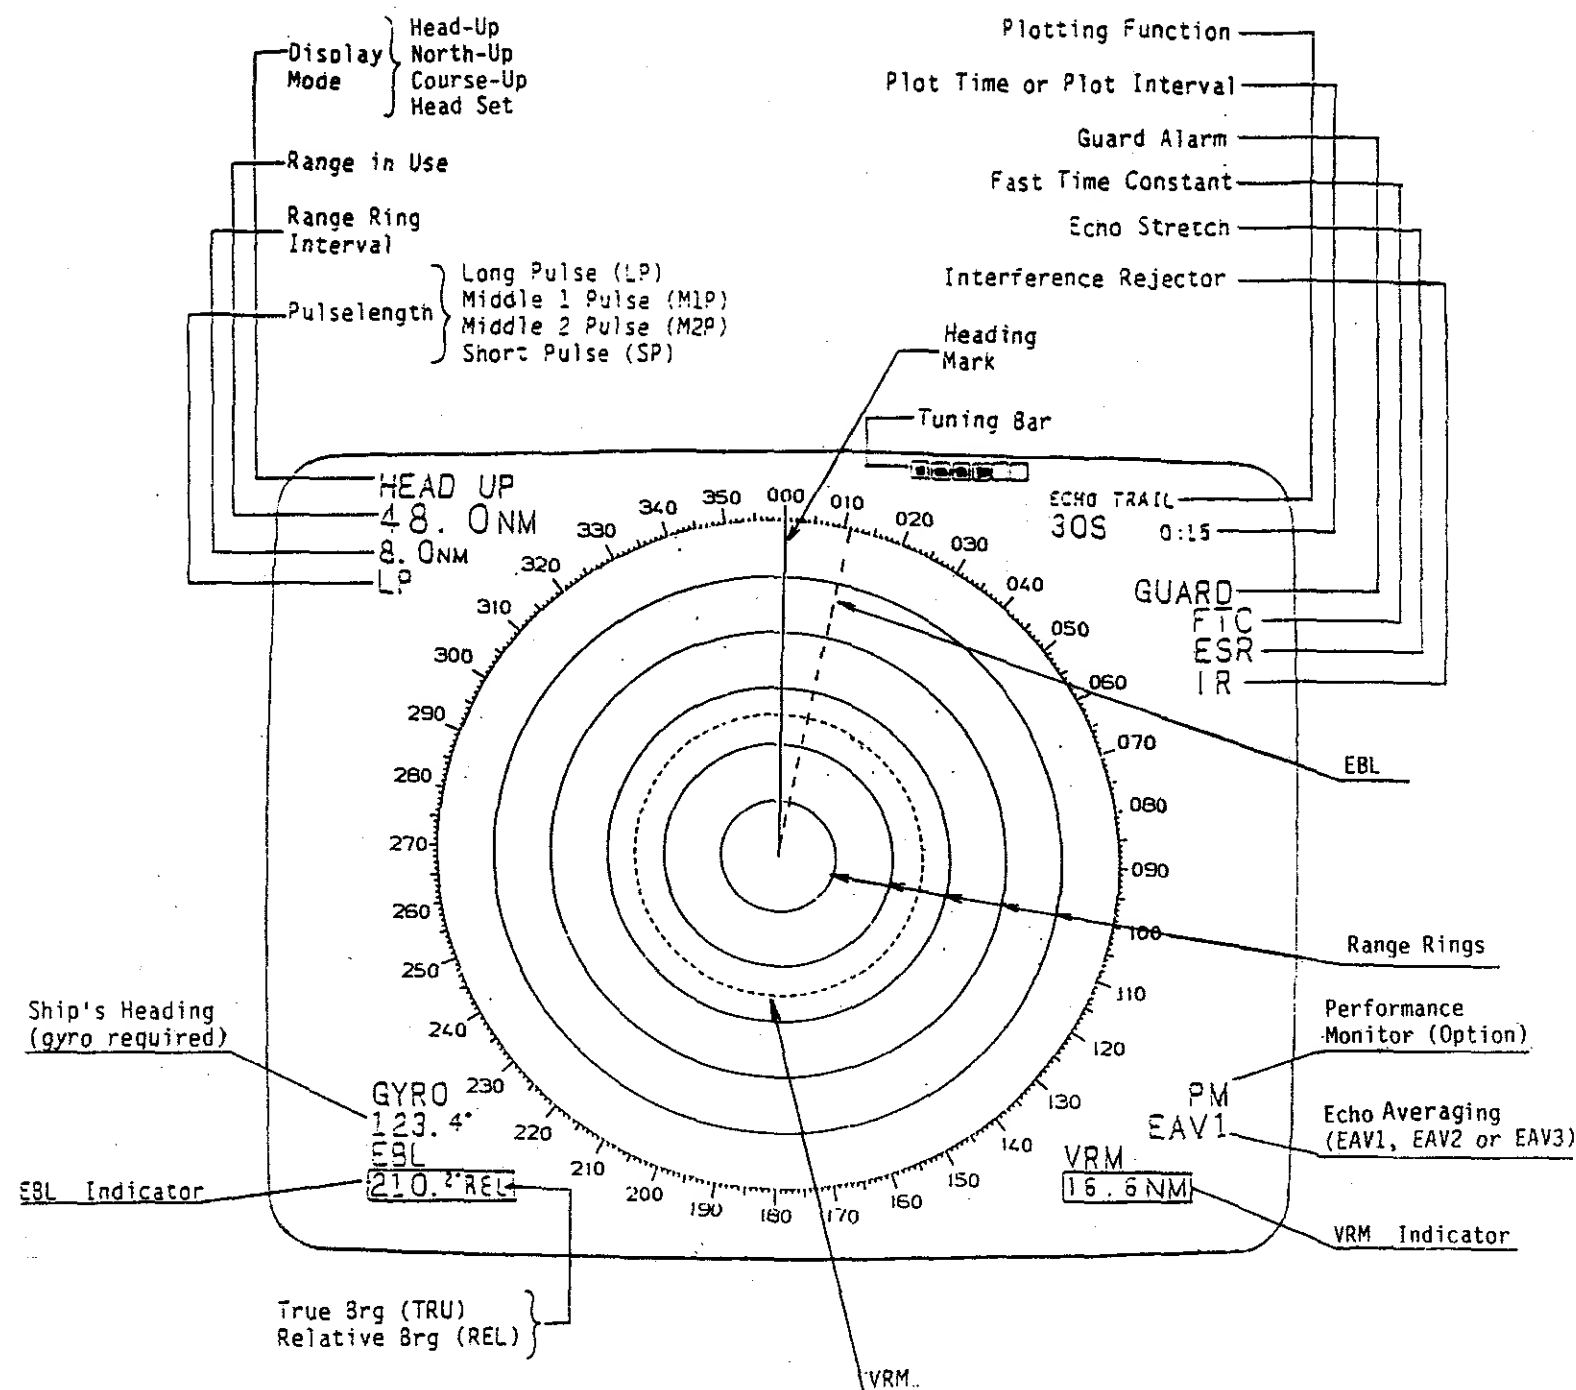 Display
Mode
Head-Up
North-Up
Course-Up
Head Set
Range in Use
Range Ring
Interval
Pulselength
Long Pulse (LP)
Middle 1 Pulse (M1P)
Middle 2 Pulse (M2P)
Short Pulse (SP)
Plotting Function
Plot Time or Plot Interval
Guard Alarm
Fast Time Constant
Echo Stretch
Interference Rejector
Heading
Mark
Tuning Bar
HEAD UP
48.0NM
8.0NM
LP
ECHO TRAIL
30S 0:15
GUARD
FTC
ESR
IR
000
010
020
030
040
050
060
070
080
090
100
110
120
130
140
150
160
170
180
190
200
210
220
230
240
250
260
270
280
290
300
310
320
330
340
350
EBL
Range Rings
Ship's Heading
(gyro required)
GYRO
123.4°
EBL
210.2°REL
EBL Indicator
True Brg (TRU)
Relative Brg (REL)
Performance
Monitor (Option)
PM
EAV1
Echo Averaging
(EAV1, EAV2 or EAV3)
VRM
16.6NM
VRM Indicator
VRM